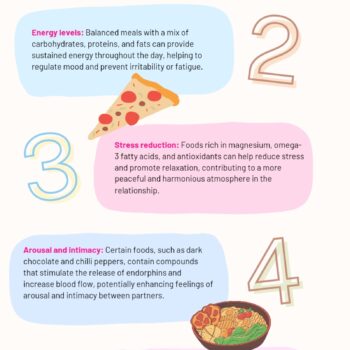 Energy levels: Balanced meals with a mix of
carbohydrates, proteins, and fats can provide
sustained energy throughout the day, helping to
regulate mood and prevent irritability or fatigue.
2
3
Stress reduction: Foods rich in magnesium, omega-
3 fatty acids, and antioxidants can help reduce stress
and promote relaxation, contributing to a more
peaceful and harmonious atmosphere in the
relationship.
Arousal and intimacy: Certain foods, such as dark
chocolate and chilli peppers, contain compounds
that stimulate the release of endorphins and
increase blood flow, potentially enhancing feelings of
arousal and intimacy between partners.
4